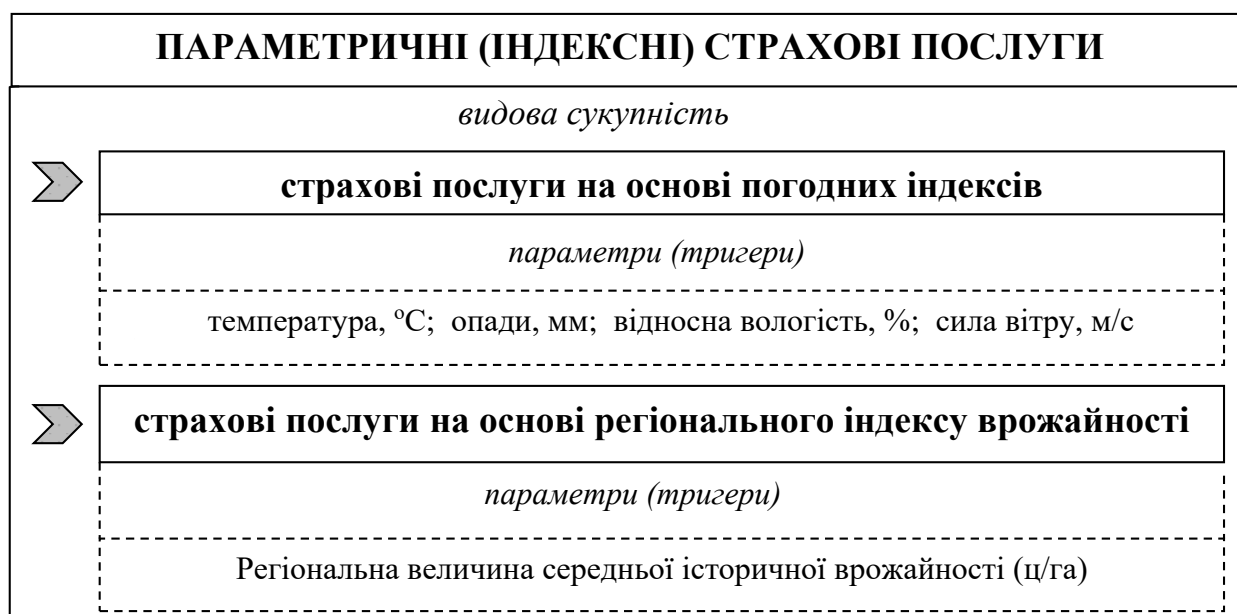 ПАРАМЕТРИЧНІ (ІНДЕКСНІ) СТРАХОВІ ПОСЛУГИ
видова сукупність
страхові послуги на основі погодних індексів
параметри (тригери)
температура, ºС; опади, мм; відносна вологість, %; сила вітру, м/с
страхові послуги на основі регіонального індексу врожайності
параметри (тригери)
Регіональна величина середньої історичної врожайності (ц/га)